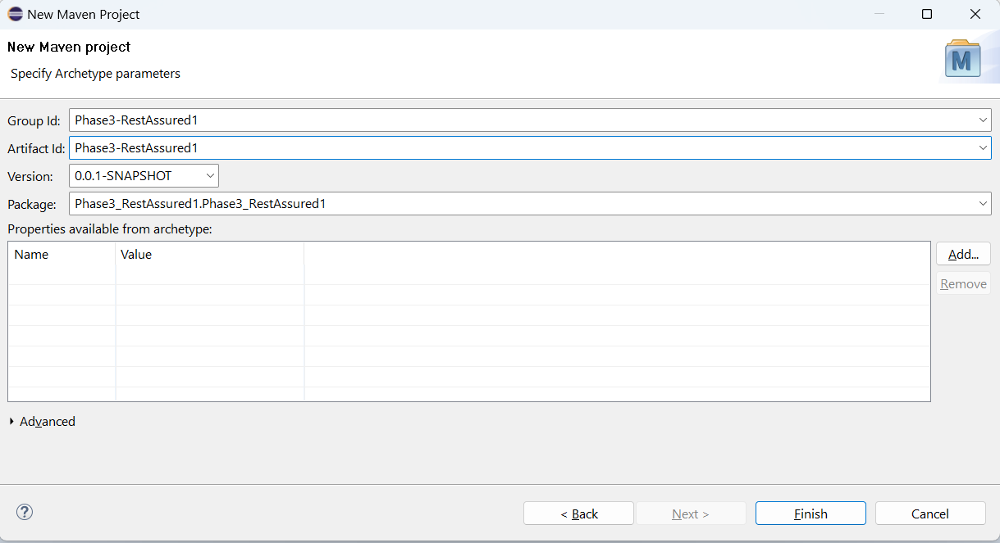 New Maven Project
New Maven project
Specify Archetype parameters
M
Group Id: Phase3-RestAssured1
Artifact Id: Phase3-RestAssured1
Version: 0.0.1-SNAPSHOT
Package: Phase3_RestAssured1.Phase3_RestAssured1
Properties available from archetype:
Name Value
Add...
Remove
Advanced
? < Back Next > Finish Cancel